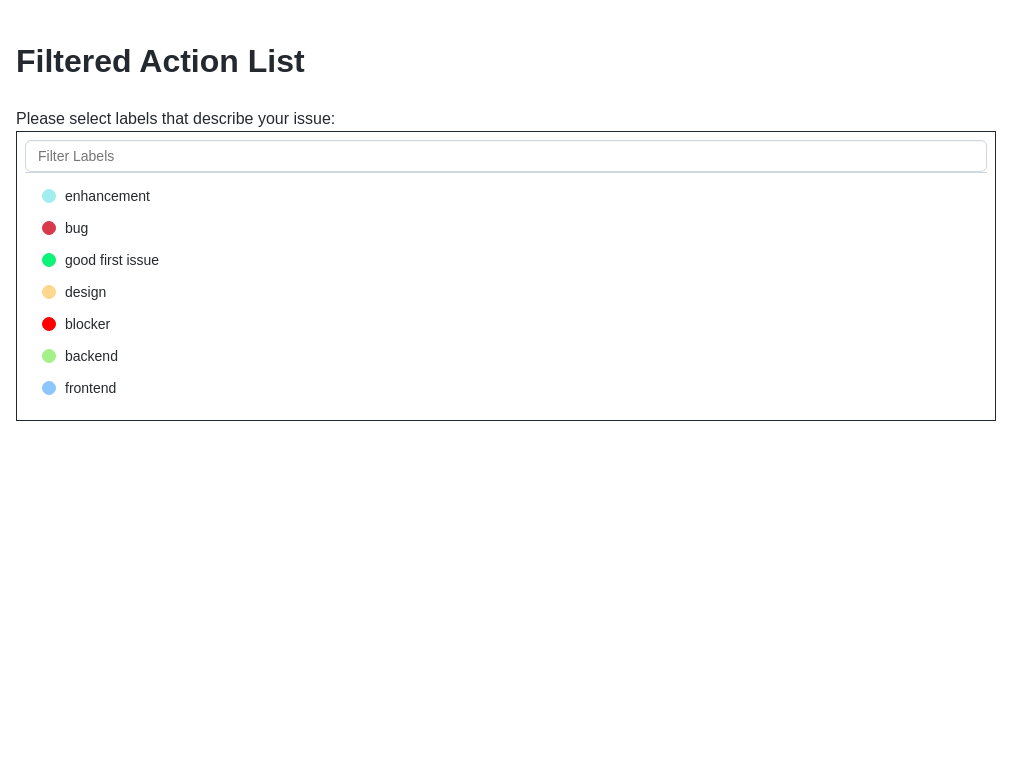 Filtered Action List
Please select labels that describe your issue:
Filter Labels
enhancement
bug
good first issue
design
blocker
backend
frontend